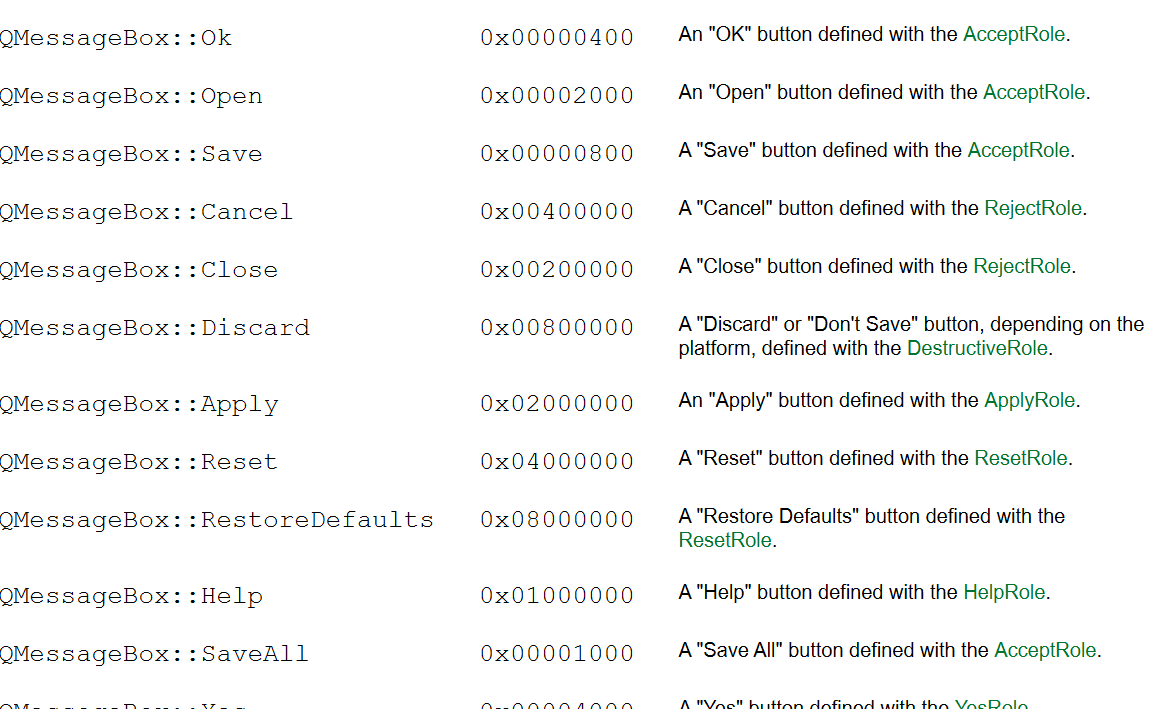 QMessageBox::Ok 0x00000400 An "OK" button defined with the AcceptRole.
QMessageBox::Open 0x00002000 An "Open" button defined with the AcceptRole.
QMessageBox::Save 0x00000800 A "Save" button defined with the AcceptRole.
QMessageBox::Cancel 0x00400000 A "Cancel" button defined with the RejectRole.
QMessageBox::Close 0x00200000 A "Close" button defined with the RejectRole.
QMessageBox::Discard 0x00800000 A "Discard" or "Don't Save" button, depending on the
platform, defined with the DestructiveRole.
QMessageBox::Apply 0x02000000 An "Apply" button defined with the ApplyRole.
QMessageBox::Reset 0x04000000 A "Reset" button defined with the ResetRole.
QMessageBox::RestoreDefaults 0x08000000 A "Restore Defaults" button defined with the
ResetRole.
QMessageBox::Help 0x01000000 A "Help" button defined with the HelpRole.
QMessageBox::SaveAll 0x00001000 A "Save All" button defined with the AcceptRole.
QMessageBox::Yes 0x00004000 A "Yes" button defined with the YesRole.